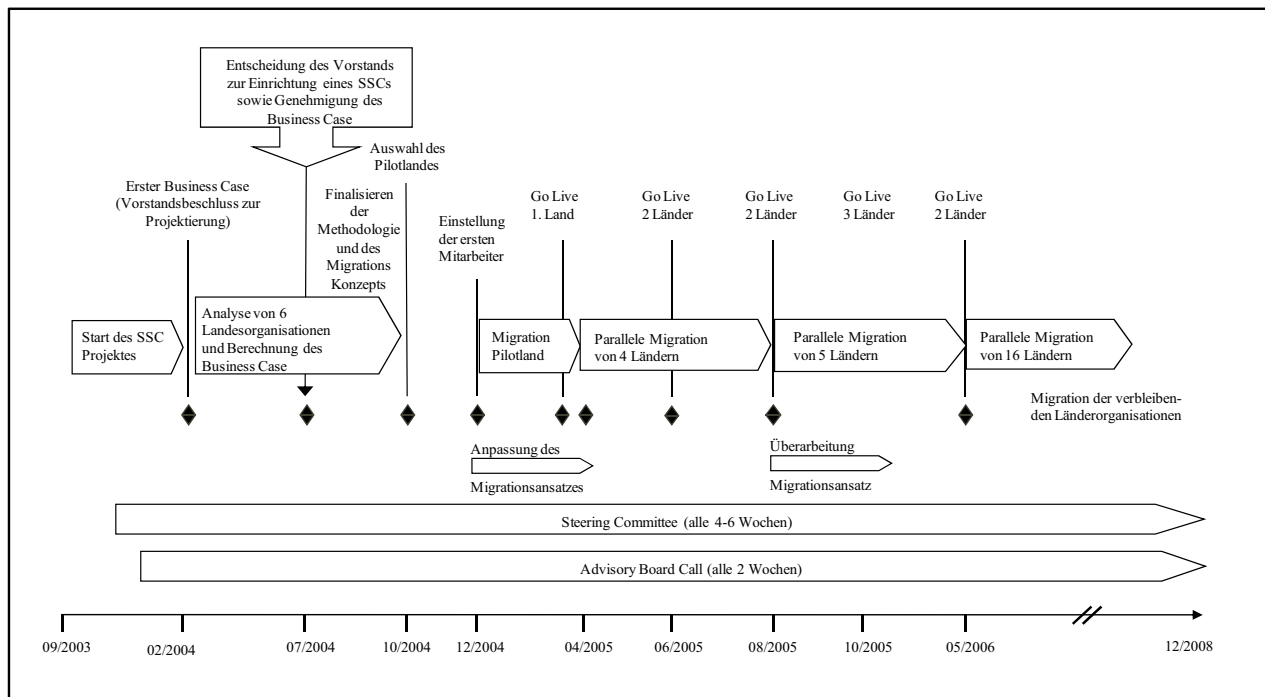 Entscheidung des Vorstands
zur Einrichtung eines SSCs
sowie Genehmigung des
Business Case
Auswahl des
Pilotlandes
Erster Business Case
(Vorstandsbeschluss zur
Projektierung)
Finalisieren
der
Methodologie
und des
Migrations
Konzepts
Einstellung
der ersten
Mitarbeiter
Go Live
1. Land
Go Live
2 Länder
Go Live
2 Länder
Go Live
3 Länder
Go Live
2 Länder
Start des SSC
Projektes
Analyse von 6
Landesorganisationen
und Berechnung des
Business Case
Migration
Pilotland
Parallele Migration
von 4 Ländern
Parallele Migration
von 5 Ländern
Parallele Migration
von 16 Ländern
Migration der verbleiben-
den Länderorganisationen
Anpassung des
Migrationsansatzes
Überarbeitung
Migrationsansatz
Steering Committee (alle 4-6 Wochen)
Advisory Board Call (alle 2 Wochen)
09/2003
02/2004
07/2004
10/2004
12/2004
04/2005
06/2005
08/2005
10/2005
05/2006
12/2008